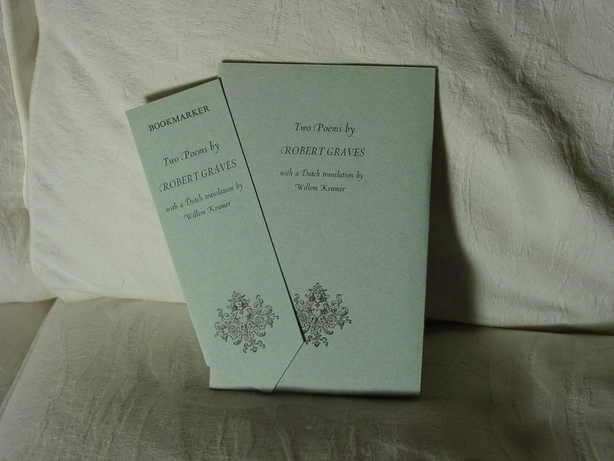 BOOKMARKER
Two Poems by
ROBERT GRAVES
with a Dutch translation by
Willem Kramer
Two Poems by
ROBERT GRAVES
with a Dutch translation by
Willem Kramer